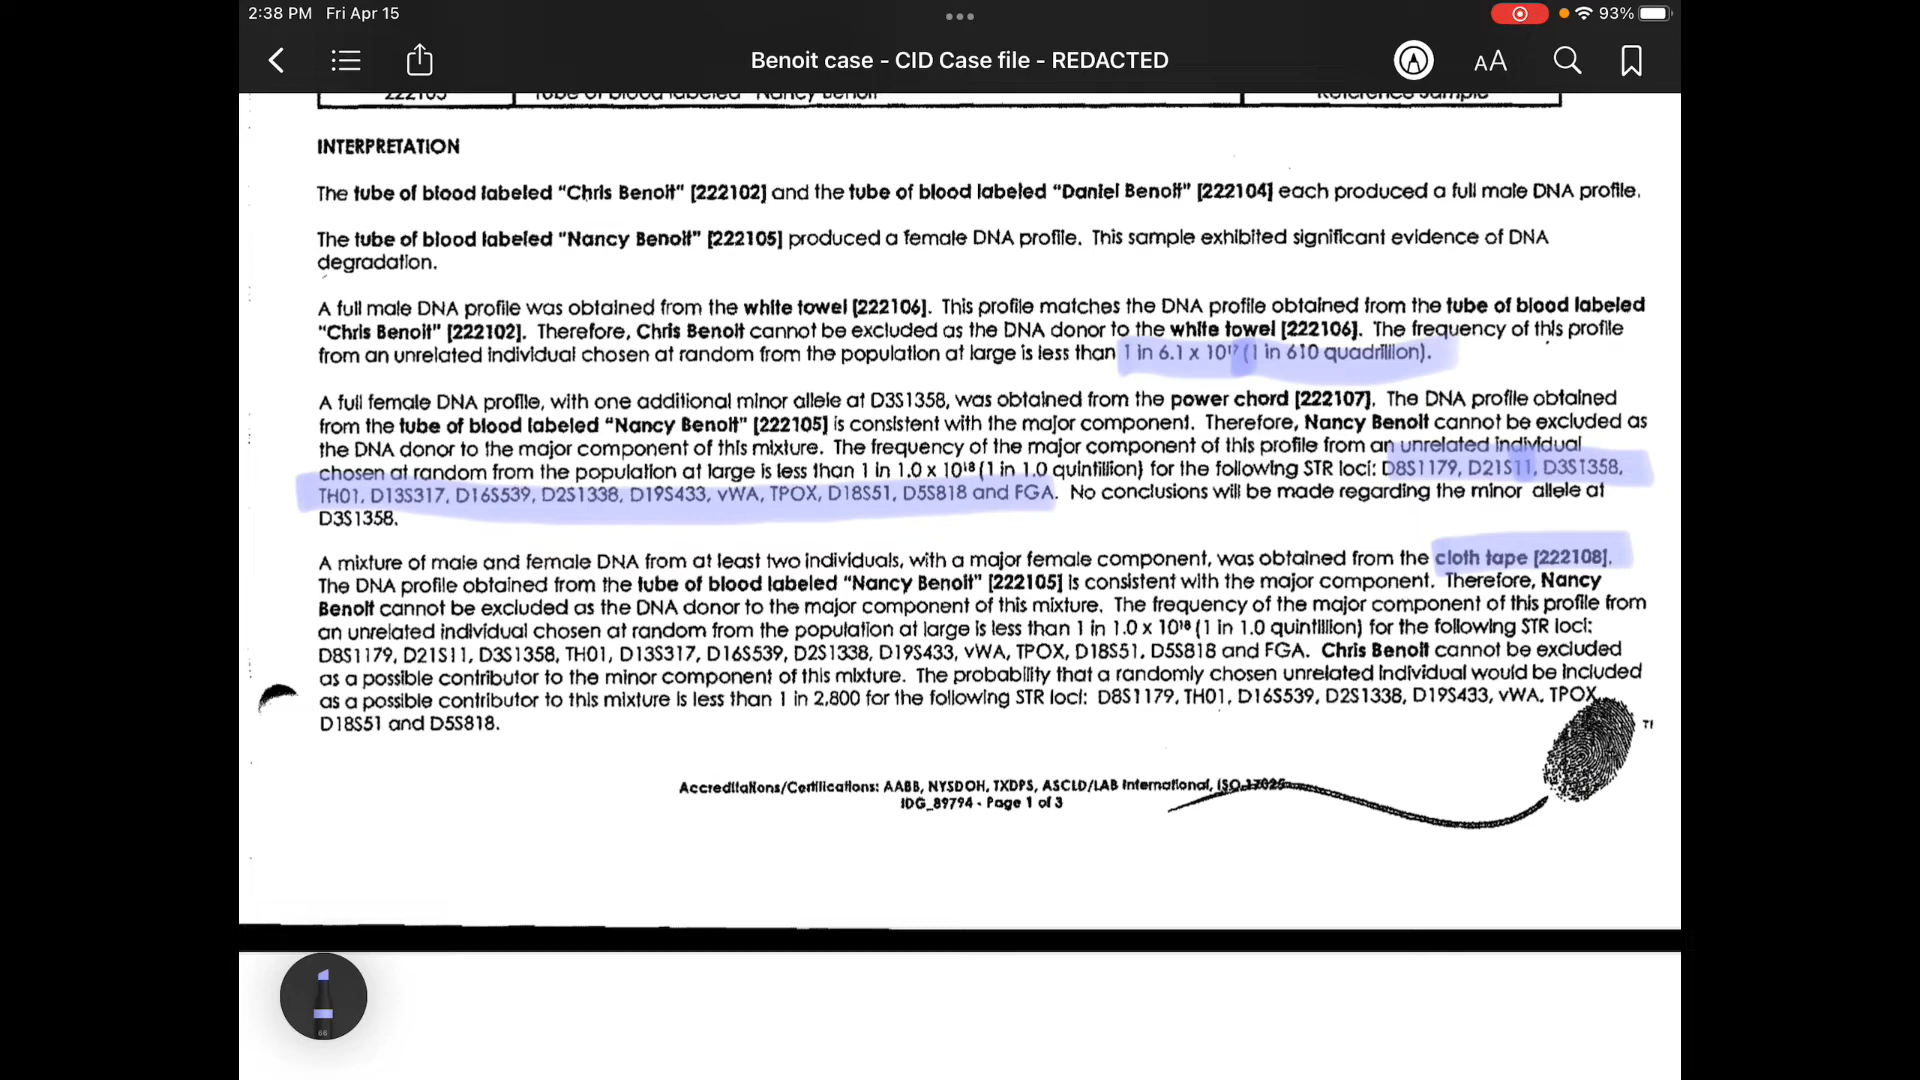 2:38 PM Fri Apr 15
93%
Benoit case - CID Case file - REDACTED
AA
222105 Tube of blood labeled "Nancy Benoit" Reference Sample
INTERPRETATION
The tube of blood labeled "Chris Benoit" [222102] and the tube of blood labeled "Daniel Benoit" [222104] each produced a full male DNA profile.
The tube of blood labeled "Nancy Benoit" [222105] produced a female DNA profile. This sample exhibited significant evidence of DNA
degradation.
A full male DNA profile was obtained from the white towel [222106]. This profile matches the DNA profile obtained from the tube of blood labeled
"Chris Benoit" [222102]. Therefore, Chris Benoit cannot be excluded as the DNA donor to the white towel [222106]. The frequency of this profile
from an unrelated individual chosen at random from the population at large is less than 1 in 6.1 x 10¹⁷ (1 in 610 quadrillion).
A full female DNA profile, with one additional minor allele at D3S1358, was obtained from the power chord [222107]. The DNA profile obtained
from the tube of blood labeled "Nancy Benoit" [222105] is consistent with the major component. Therefore, Nancy Benoit cannot be excluded as
the DNA donor to the major component of this mixture. The frequency of the major component of this profile from an unrelated individual
chosen at random from the population at large is less than 1 in 1.0 x 10¹⁸ (1 in 1.0 quintillion) for the following STR loci: D8S1179, D21S11, D3S1358,
TH01, D13S317, D16S539, D2S1338, D19S433, vWA, TPOX, D18S51, D5S818 and FGA. No conclusions will be made regarding the minor allele at
D3S1358.
A mixture of male and female DNA from at least two individuals, with a major female component, was obtained from the cloth tape [222108].
The DNA profile obtained from the tube of blood labeled "Nancy Benoit" [222105] is consistent with the major component. Therefore, Nancy
Benoit cannot be excluded as the DNA donor to the major component of this mixture. The frequency of the major component of this profile from
an unrelated individual chosen at random from the population at large is less than 1 in 1.0 x 10¹⁸ (1 in 1.0 quintillion) for the following STR loci:
D8S1179, D21S11, D3S1358, TH01, D13S317, D16S539, D2S1338, D19S433, vWA, TPOX, D18S51, D5S818 and FGA. Chris Benoit cannot be excluded
as a possible contributor to the minor component of this mixture. The probability that a randomly chosen unrelated individual would be included
as a possible contributor to this mixture is less than 1 in 2,800 for the following STR loci: D8S1179, TH01, D16S539, D2S1338, D19S433, vWA, TPOX,
D18S51 and D5S818.
Accreditations/Certifications: AABB, NYSDOH, TXDPS, ASCLD/LAB International, ISO 17025
IDG_89794 - Page 1 of 3
66